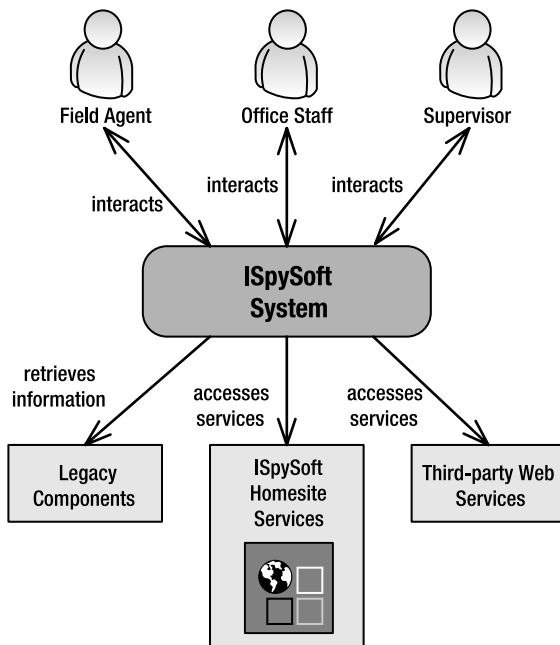 Field Agent
Office Staff
Supervisor
interacts
interacts
interacts
ISpySoft
System
retrieves
information
accesses
services
accesses
services
Legacy
Components
ISpySoft
Homesite
Services
Third-party Web
Services